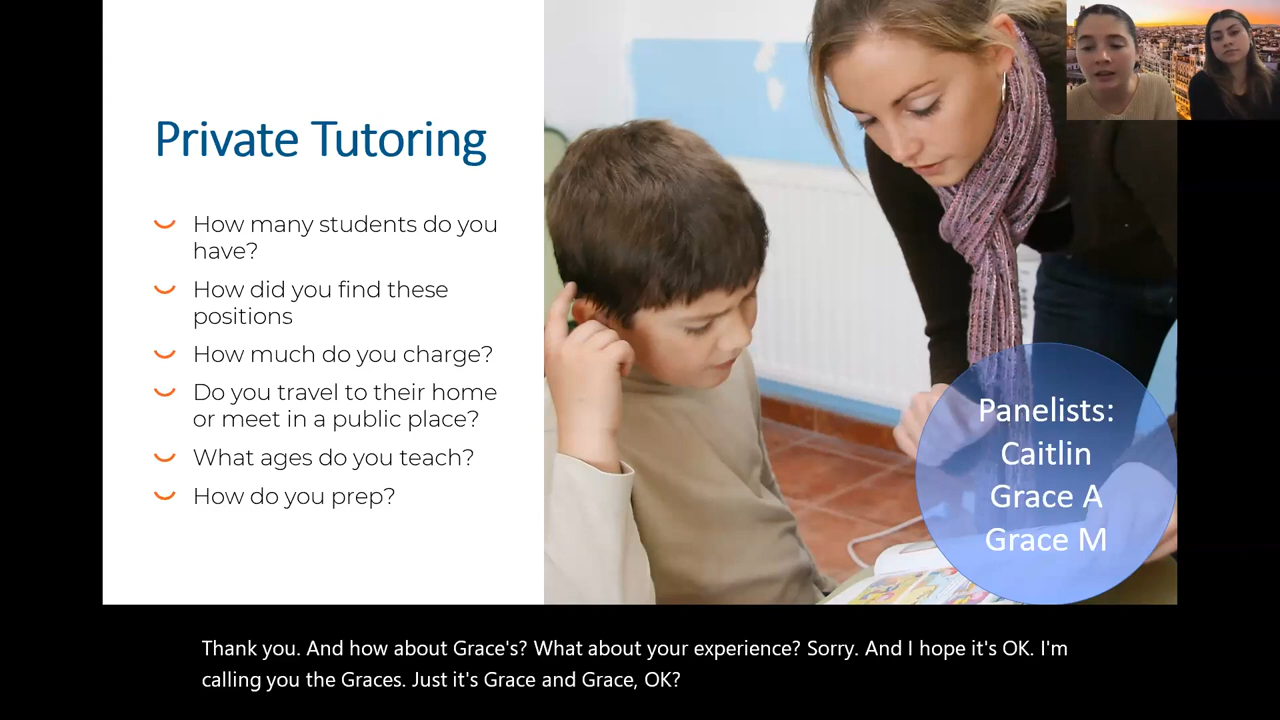 Private Tutoring
How many students do you
have?
How did you find these
positions
How much do you charge?
Do you travel to their home
or meet in a public place?
What ages do you teach?
How do you prep?
Panelists:
Caitlin
Grace A
Grace M
Thank you. And how about Grace's? What about your experience? Sorry. And I hope it's OK. I'm
calling you the Graces. Just it's Grace and Grace, OK?